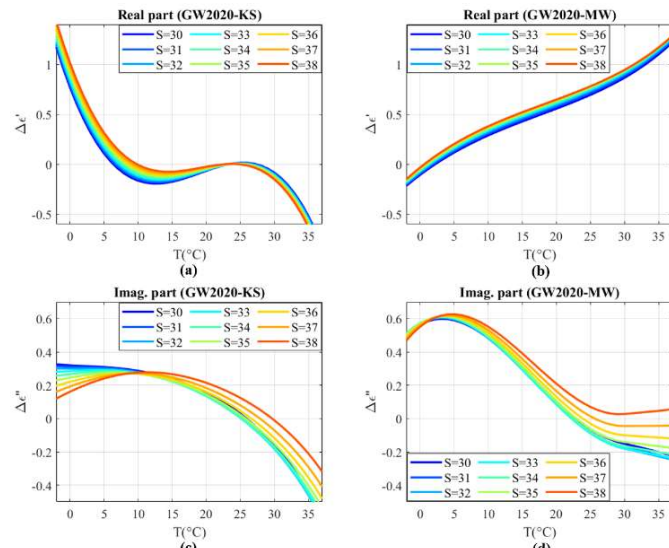 Real part (GW2020-KS)
S=30 S=33 S=36
S=31 S=34 S=37
S=32 S=35 S=38
Δϵ'
1
0.5
0
-0.5
0 5 10 15 20 25 30 35
T(°C)
(a)
Real part (GW2020-MW)
S=30 S=33 S=36
S=31 S=34 S=37
S=32 S=35 S=38
Δϵ'
1
0.5
0
-0.5
0 5 10 15 20 25 30 35
T(°C)
(b)
Imag. part (GW2020-KS)
S=30 S=33 S=36
S=31 S=34 S=37
S=32 S=35 S=38
Δϵ"
0.6
0.4
0.2
0
-0.2
-0.4
0 5 10 15 20 25 30 35
T(°C)
(c)
Imag. part (GW2020-MW)
Δϵ"
0.6
0.4
0.2
0
-0.2
-0.4
S=30 S=33 S=36
S=31 S=34 S=37
S=32 S=35 S=38
0 5 10 15 20 25 30 35
T(°C)
(d)